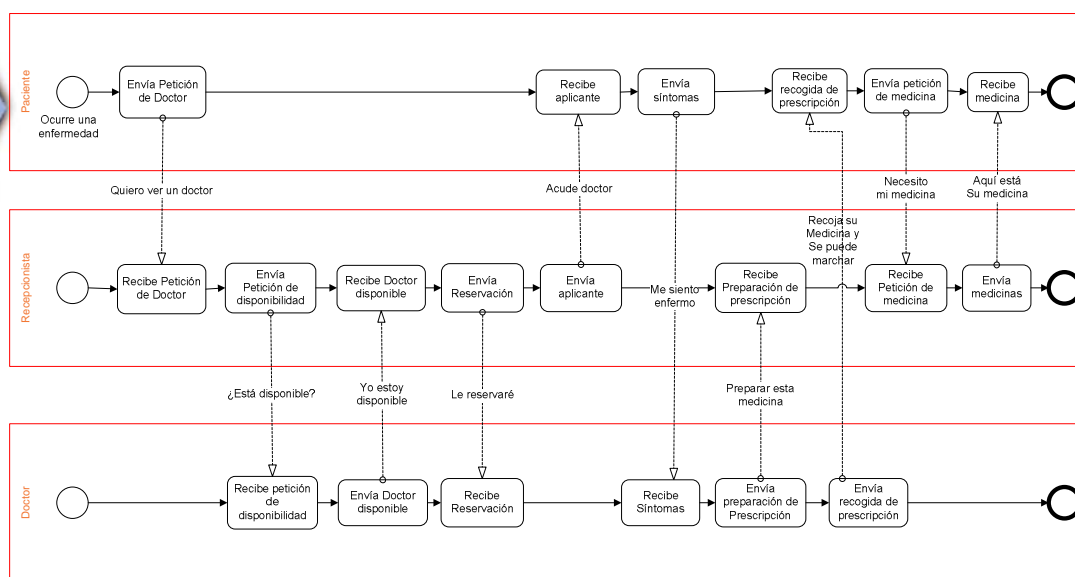 Paciente
Ocurre una
enfermedad
Envía Petición
de Doctor
Recibe
aplicante
Envía
síntomas
Recibe
recogida de
prescripción
Envía petición
de medicina
Recibe
medicina
Quiero ver un doctor
Acude doctor
Necesito
mi medicina
Aquí está
Su medicina
Recepcionista
Recibe Petición
de Doctor
Envía
Petición de
disponibilidad
Recibe Doctor
disponible
Envía
Reservación
Envía
aplicante
Me siento
enfermo
Recibe
Preparación de
prescripción
Recoja su
Medicina y
Se puede
marchar
Recibe
Petición de
medicina
Envía
medicinas
¿Está disponible?
Yo estoy
disponible
Le reservaré
Preparar esta
medicina
Doctor
Recibe petición
de
disponibilidad
Envía Doctor
disponible
Recibe
Reservación
Recibe
Síntomas
Envía
preparación de
Prescripción
Envía
recogida de
prescripción